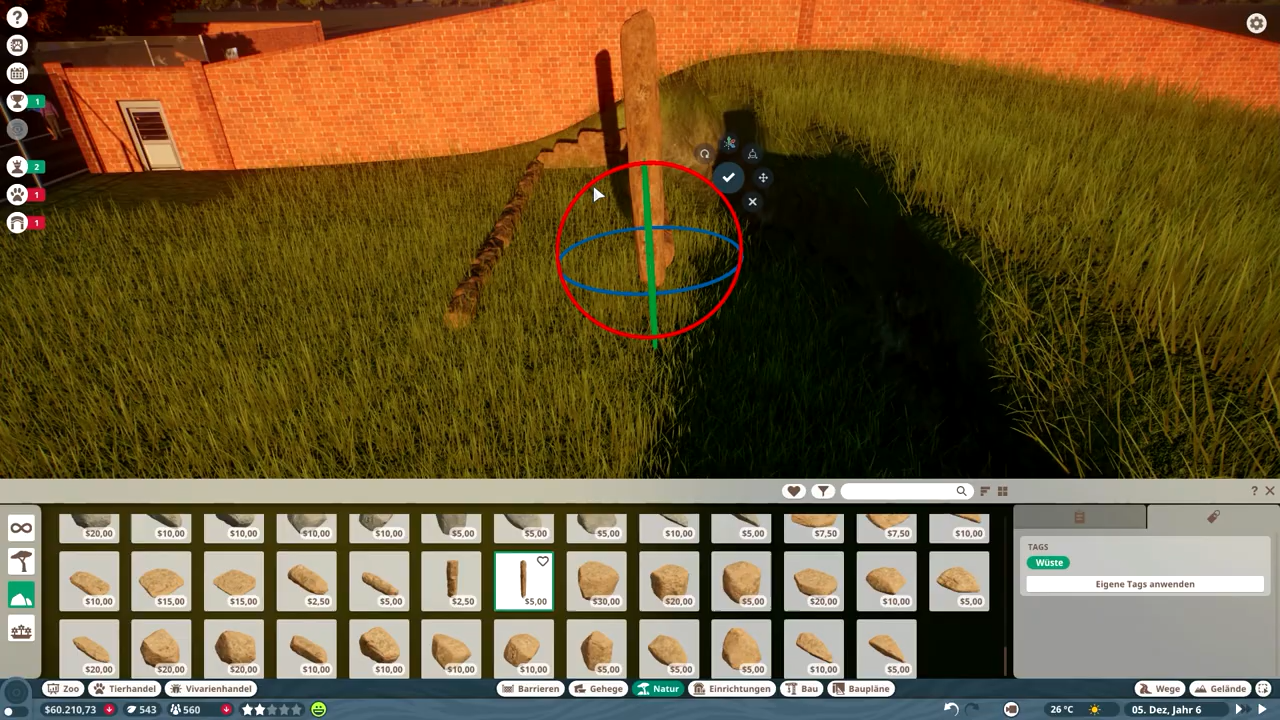 ?
1
2
1
1
? ✕
$20,00 $10,00 $10,00 $10,00 $10,00 $5,00 $5,00 $5,00 $5,00 $5,00 $7,50 $7,50 $10,00
$10,00 $15,00 $15,00 $2,50 $5,00 $2,50 $5,00 $30,00 $20,00 $5,00 $20,00 $10,00 $5,00
$20,00 $20,00 $20,00 $10,00 $10,00 $10,00 $10,00 $5,00 $5,00 $5,00 $10,00 $5,00
TAGS
Wüste
Eigene Tags anwenden
Zoo Tierhandel Vivarienhandel Barrieren Gehege Natur Einrichtungen Bau Baupläne Wege Gelände
$60.210,73 543 560 26 °C 05. Dez, Jahr 6